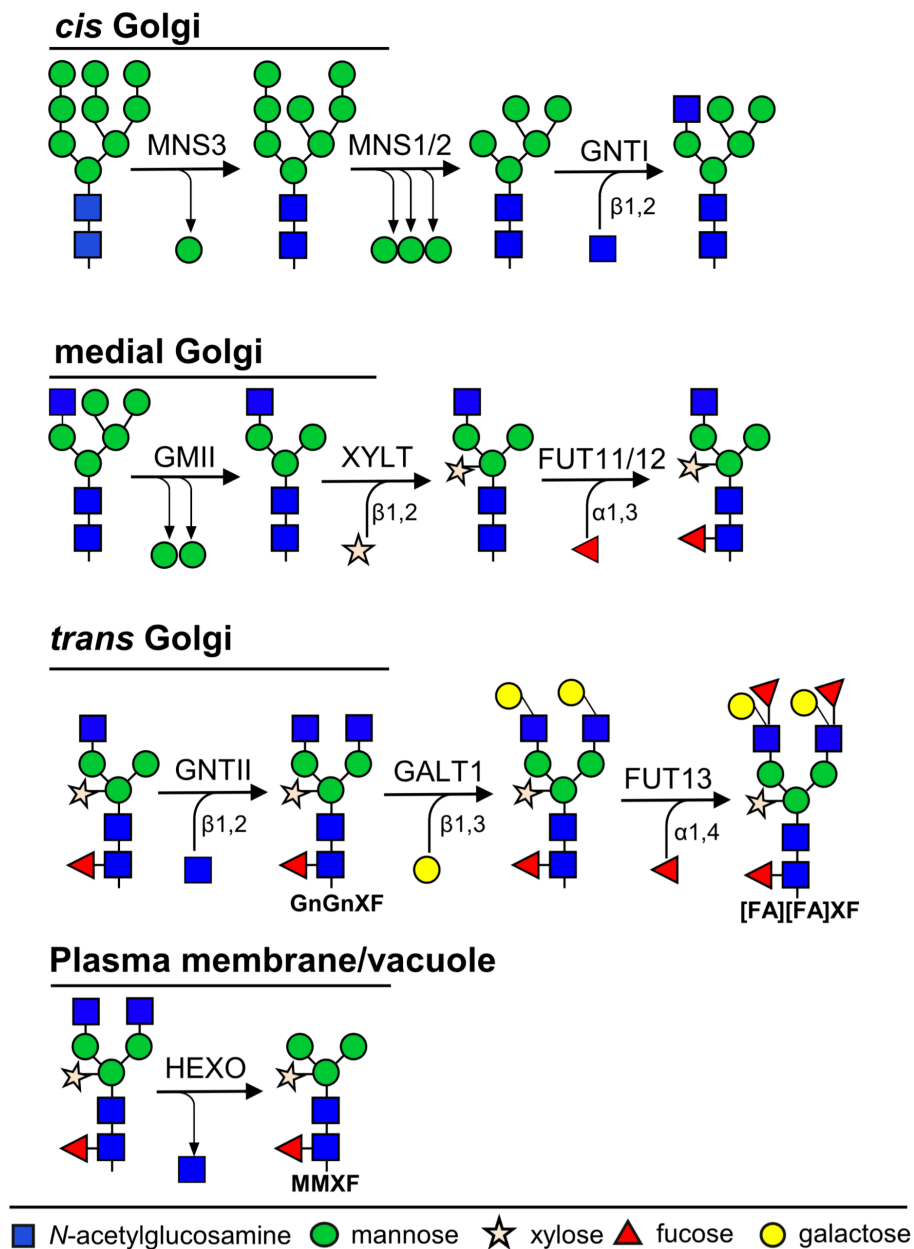 cis Golgi
MNS3
MNS1/2
GNTI
β1,2
medial Golgi
GMII
XYLT
FUT11/12
β1,2
α1,3
trans Golgi
GNTII
GALT1
FUT13
β1,2
β1,3
α1,4
GnGnXF
[FA][FA]XF
Plasma membrane/vacuole
HEXO
MMXF
N-acetylglucosamine mannose xylose fucose galactose